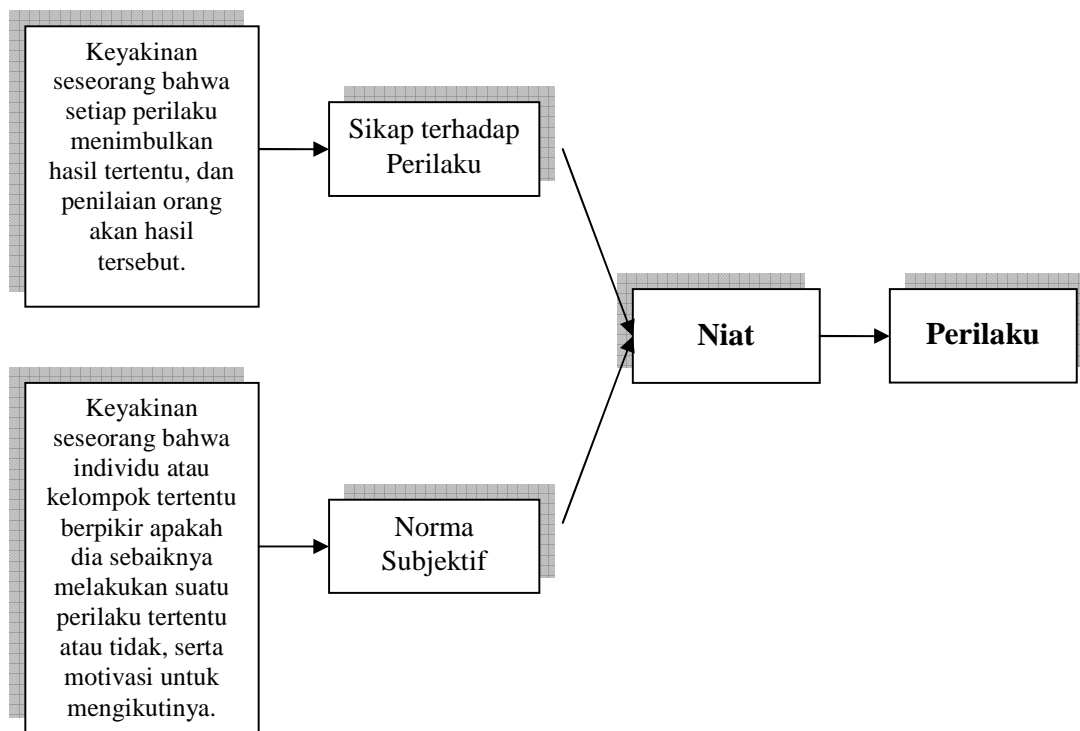 Keyakinan
seseorang bahwa
setiap perilaku
menimbulkan
hasil tertentu, dan
penilaian orang
akan hasil
tersebut.
Sikap terhadap
Perilaku
Niat
Perilaku
Keyakinan
seseorang bahwa
individu atau
kelompok tertentu
berpikir apakah
dia sebaiknya
melakukan suatu
perilaku tertentu
atau tidak, serta
motivasi untuk
mengikutinya.
Norma
Subjektif